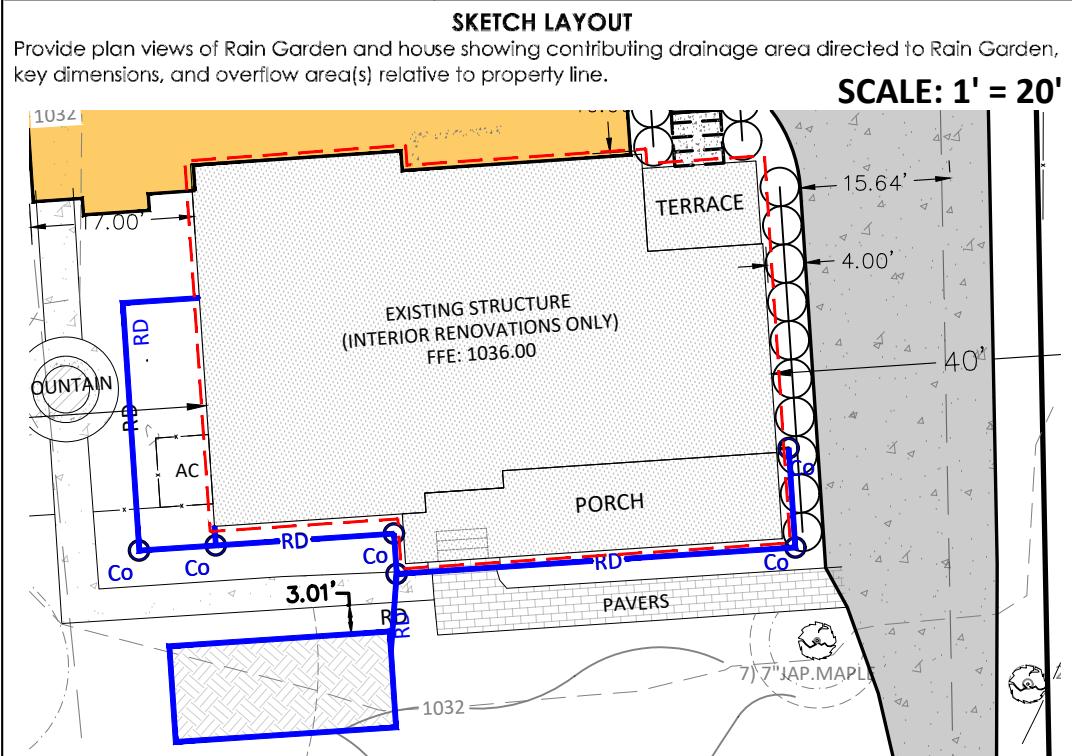 SKETCH LAYOUT
Provide plan views of Rain Garden and house showing contributing drainage area directed to Rain Garden,
key dimensions, and overflow area(s) relative to property line.
SCALE: 1' = 20'
1032
15.64'
TERRACE
17.00'
4.00'
EXISTING STRUCTURE
(INTERIOR RENOVATIONS ONLY)
FFE: 1036.00
RD
40'
OUNTAIN
RD
AC
Co
PORCH
RD
Co
Co
Co
RD
Co
3.01'
PAVERS
RD
RD
7) 7"JAP.MAPLE
1032